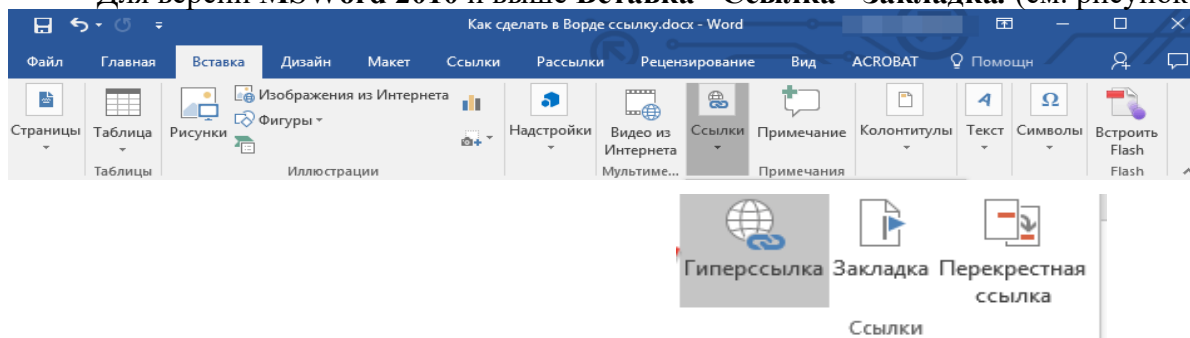 Для версии MSWord 2016 и выше Вставка - Ссылка - Закладка. (см. рисунок
Как сделать в Ворде ссылку.docx - Word
Файл Главная Вставка Дизайн Макет Ссылки Рассылки Рецензирование Вид ACROBAT Помощн
Изображения из Интернета
Фигуры
Страницы Таблица Рисунки Надстройки Видео из Интернета Ссылки Примечание Колонтитулы Текст Символы Встроить Flash
Таблицы Иллюстрации Мультиме... Примечания Flash
Гиперссылка Закладка Перекрестная
ссылка
Ссылки